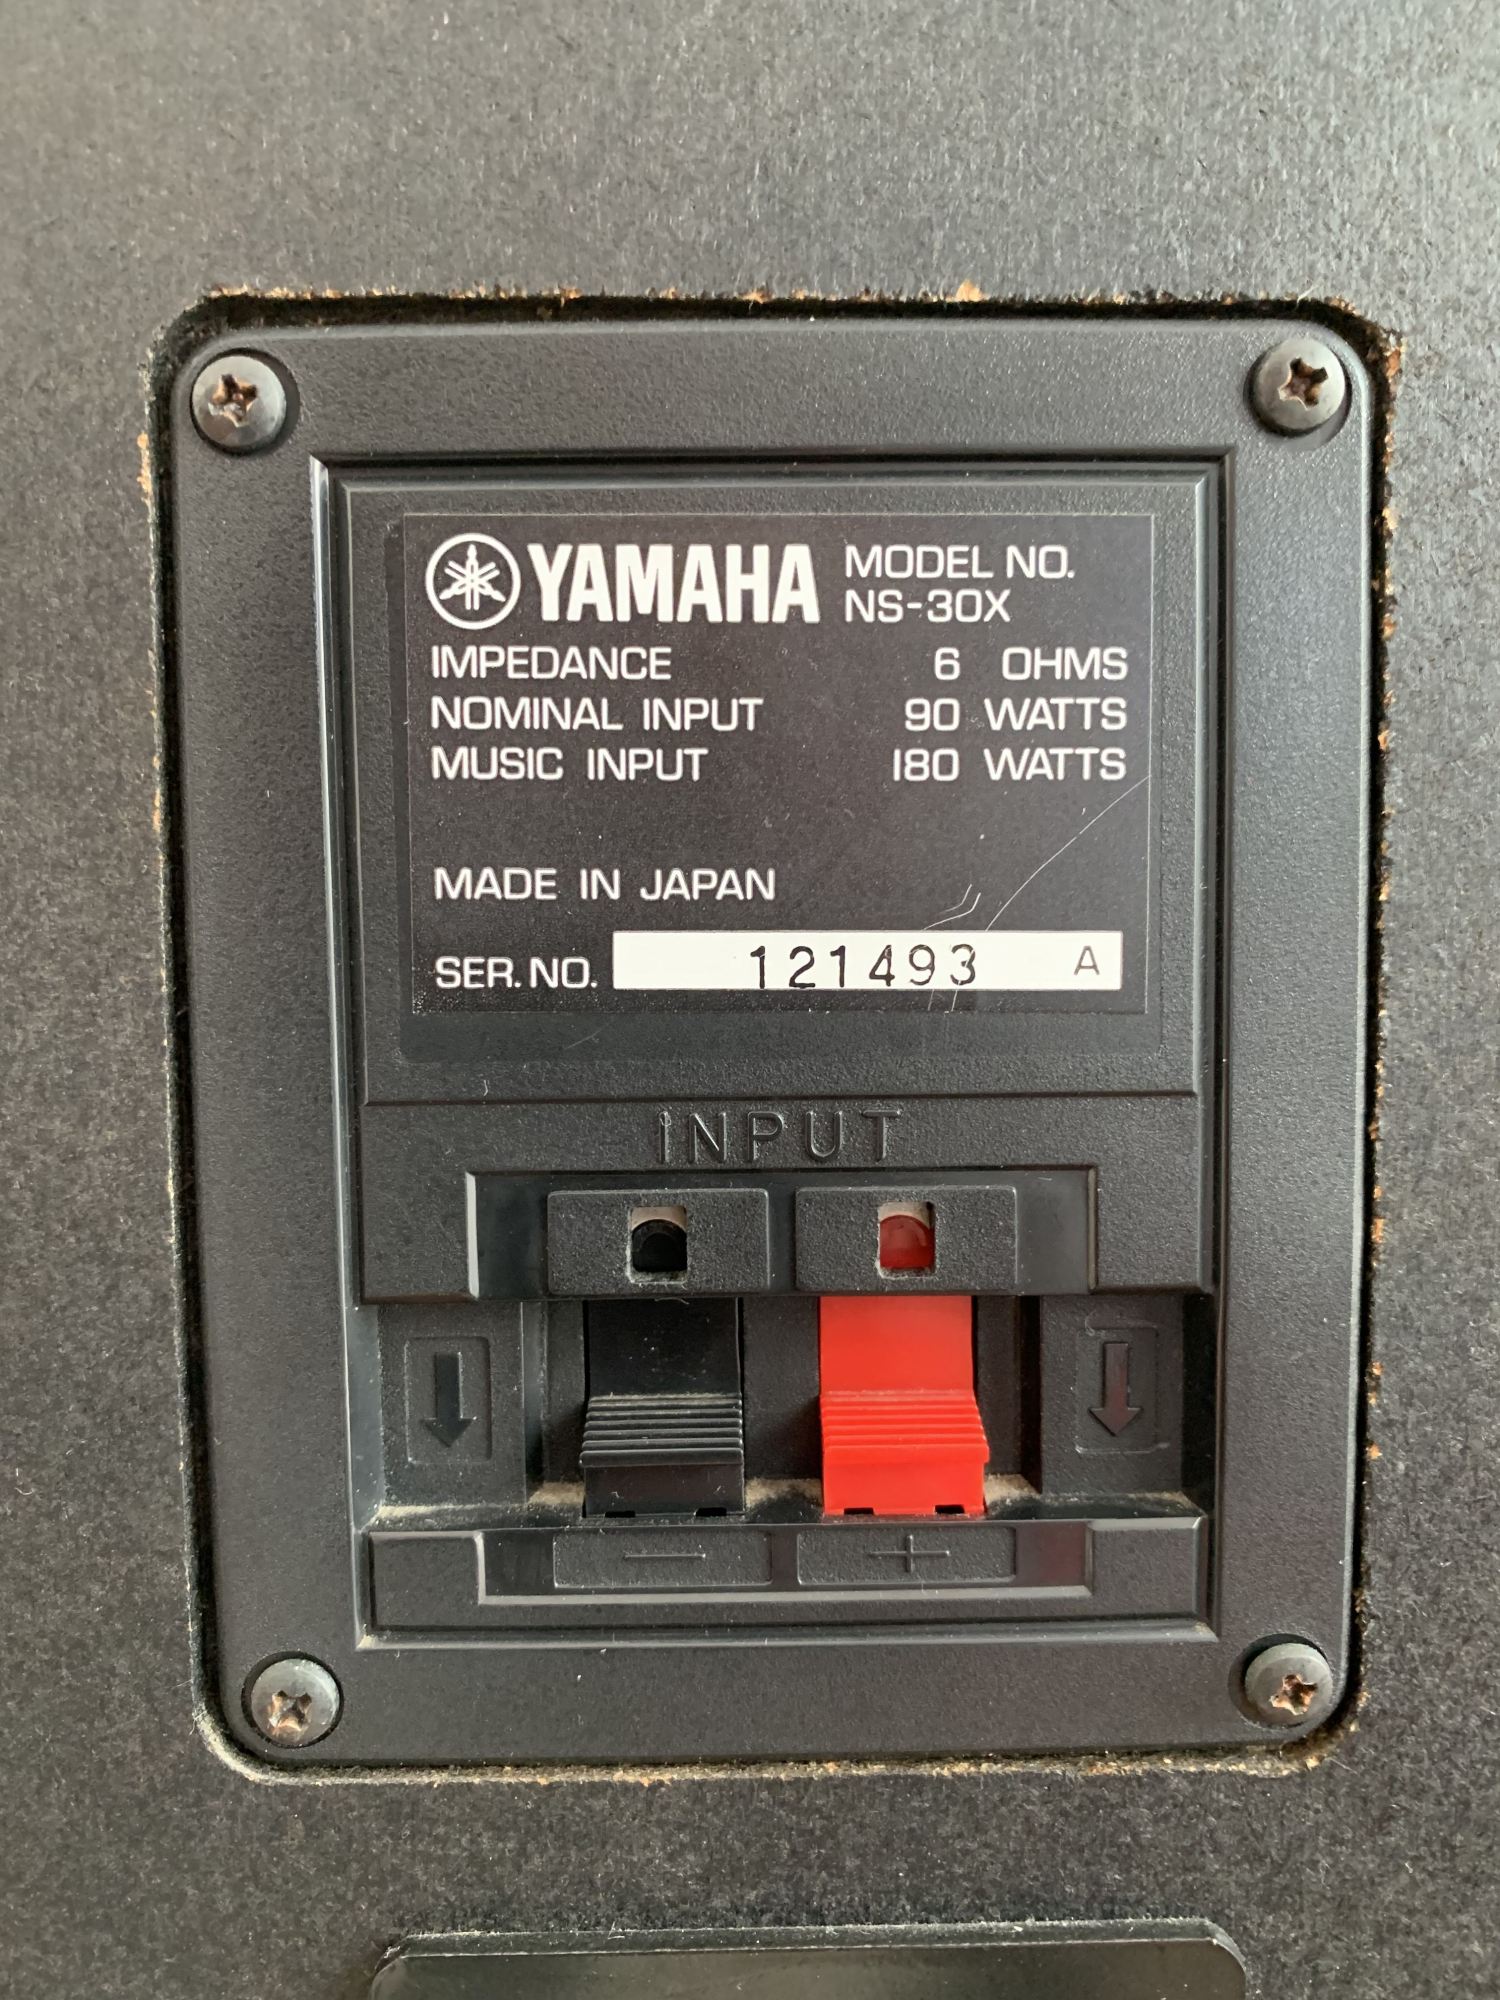 YAMAHA MODEL NO.
NS-30X
IMPEDANCE 6 OHMS
NOMINAL INPUT 90 WATTS
MUSIC INPUT 180 WATTS
MADE IN JAPAN
SER. NO. 121493 A
INPUT
− +